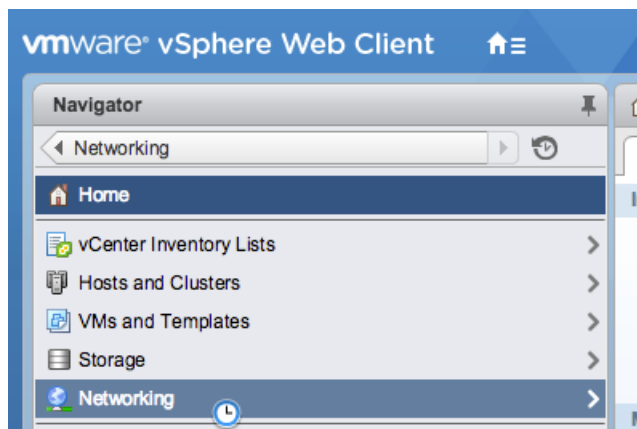 vmware® vSphere Web Client
Navigator
Networking
Home
vCenter Inventory Lists
Hosts and Clusters
VMs and Templates
Storage
Networking